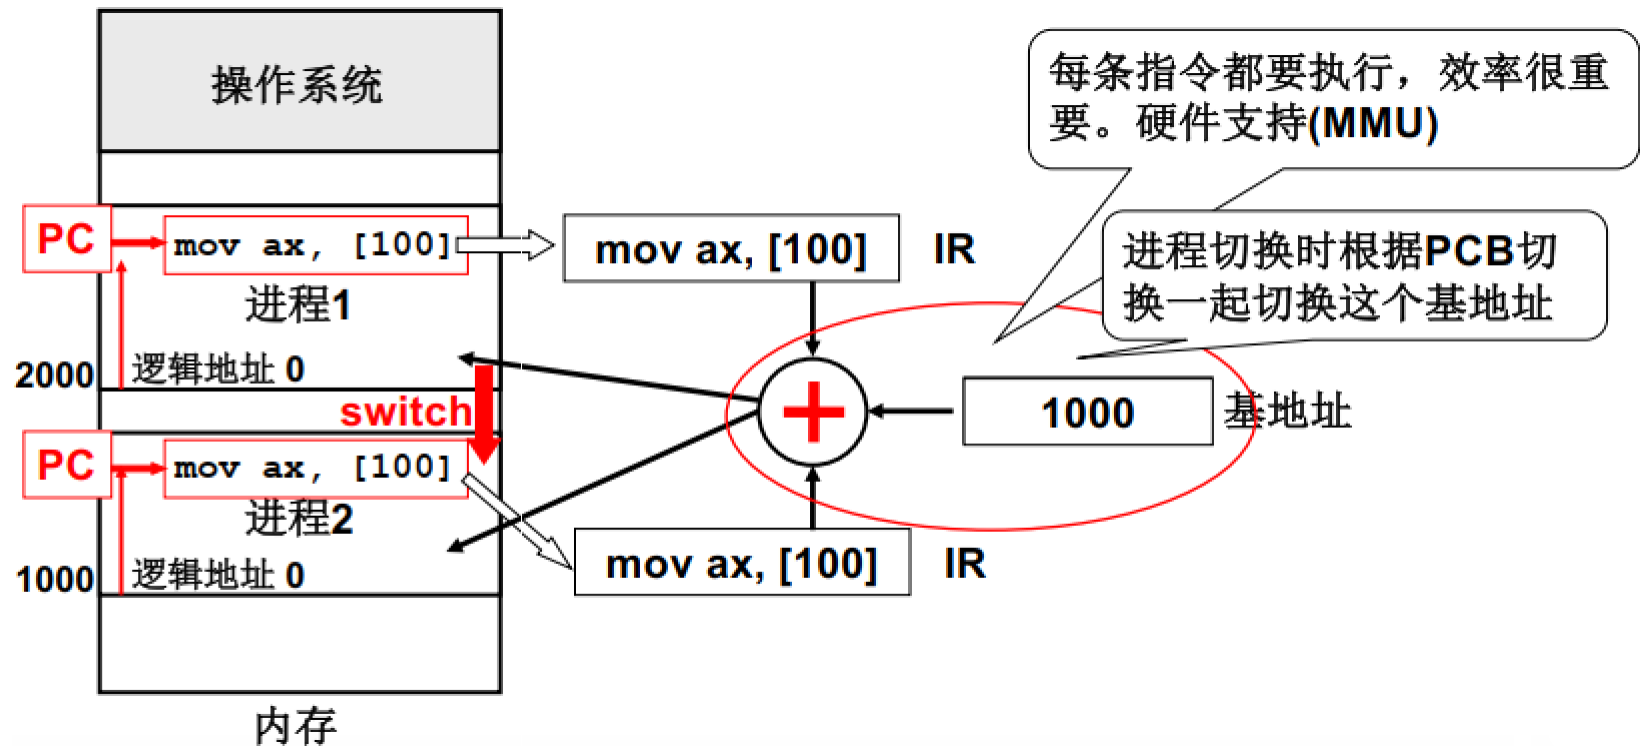 操作系统
每条指令都要执行，效率很重
要。硬件支持(MMU)
PC
mov ax, [100]
mov ax, [100]
IR
进程切换时根据PCB切
换一起切换这个基地址
进程1
逻辑地址 0
2000
switch
1000
基地址
PC
mov ax, [100]
进程2
mov ax, [100]
IR
逻辑地址 0
1000
内存